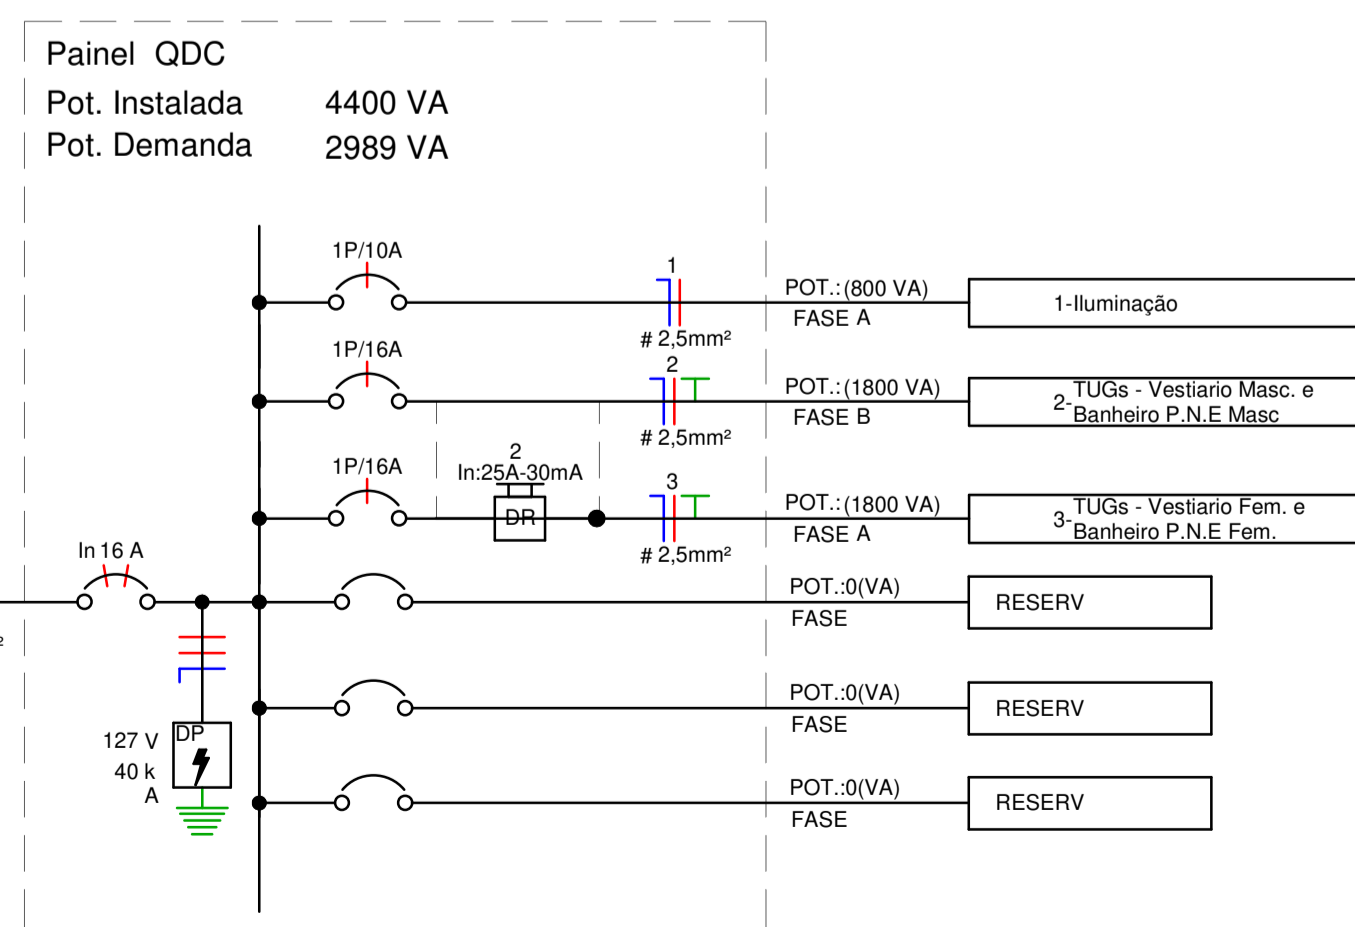 Painel QDC
Pot. Instalada 4400 VA
Pot. Demanda 2989 VA
1P/10A
1
POT.:(800 VA)
FASE A
# 2,5mm²
1-Iluminação
1P/16A
2
POT.:(1800 VA)
FASE B
# 2,5mm²
2-TUGs - Vestiario Masc. e
Banheiro P.N.E Masc
1P/16A
2
In:25A-30mA
DR
3
POT.:(1800 VA)
FASE A
# 2,5mm²
3-TUGs - Vestiario Fem. e
Banheiro P.N.E Fem.
In 16 A
POT.:0(VA)
FASE
RESERV
²
POT.:0(VA)
FASE
RESERV
DP
127 V
40 k
A
POT.:0(VA)
FASE
RESERV